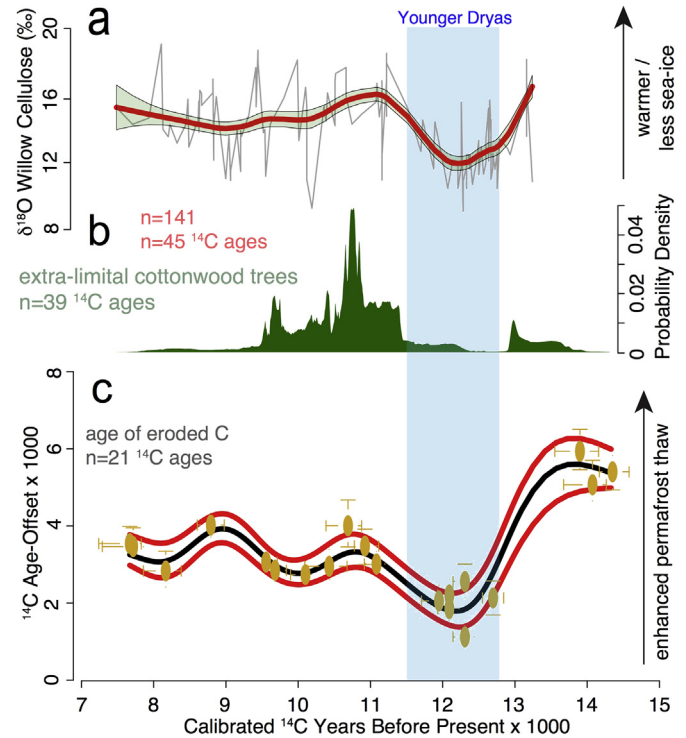 a
Younger Dryas
δ¹⁸O Willow Cellulose (‰)
20
16
12
8
warmer /
less sea-ice
b
n=141
n=45 ¹⁴C ages
extra-limital cottonwood trees
n=39 ¹⁴C ages
0.04
0.02
0
Probability Density
c
age of eroded C
n=21 ¹⁴C ages
¹⁴C Age-Offset x 1000
8
6
4
2
0
enhanced permafrost thaw
7 8 9 10 11 12 13 14 15
Calibrated ¹⁴C Years Before Present x 1000